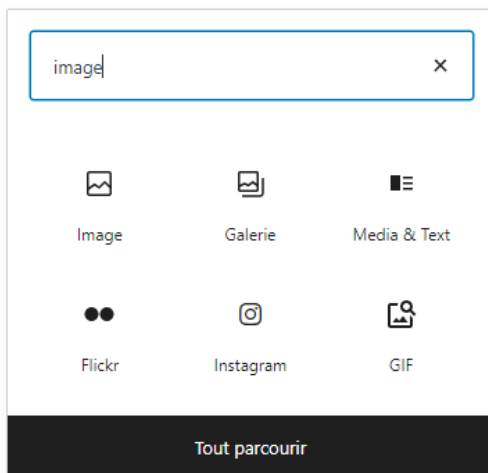 image
Image Galerie Media & Text
Flickr Instagram GIF
Tout parcourir